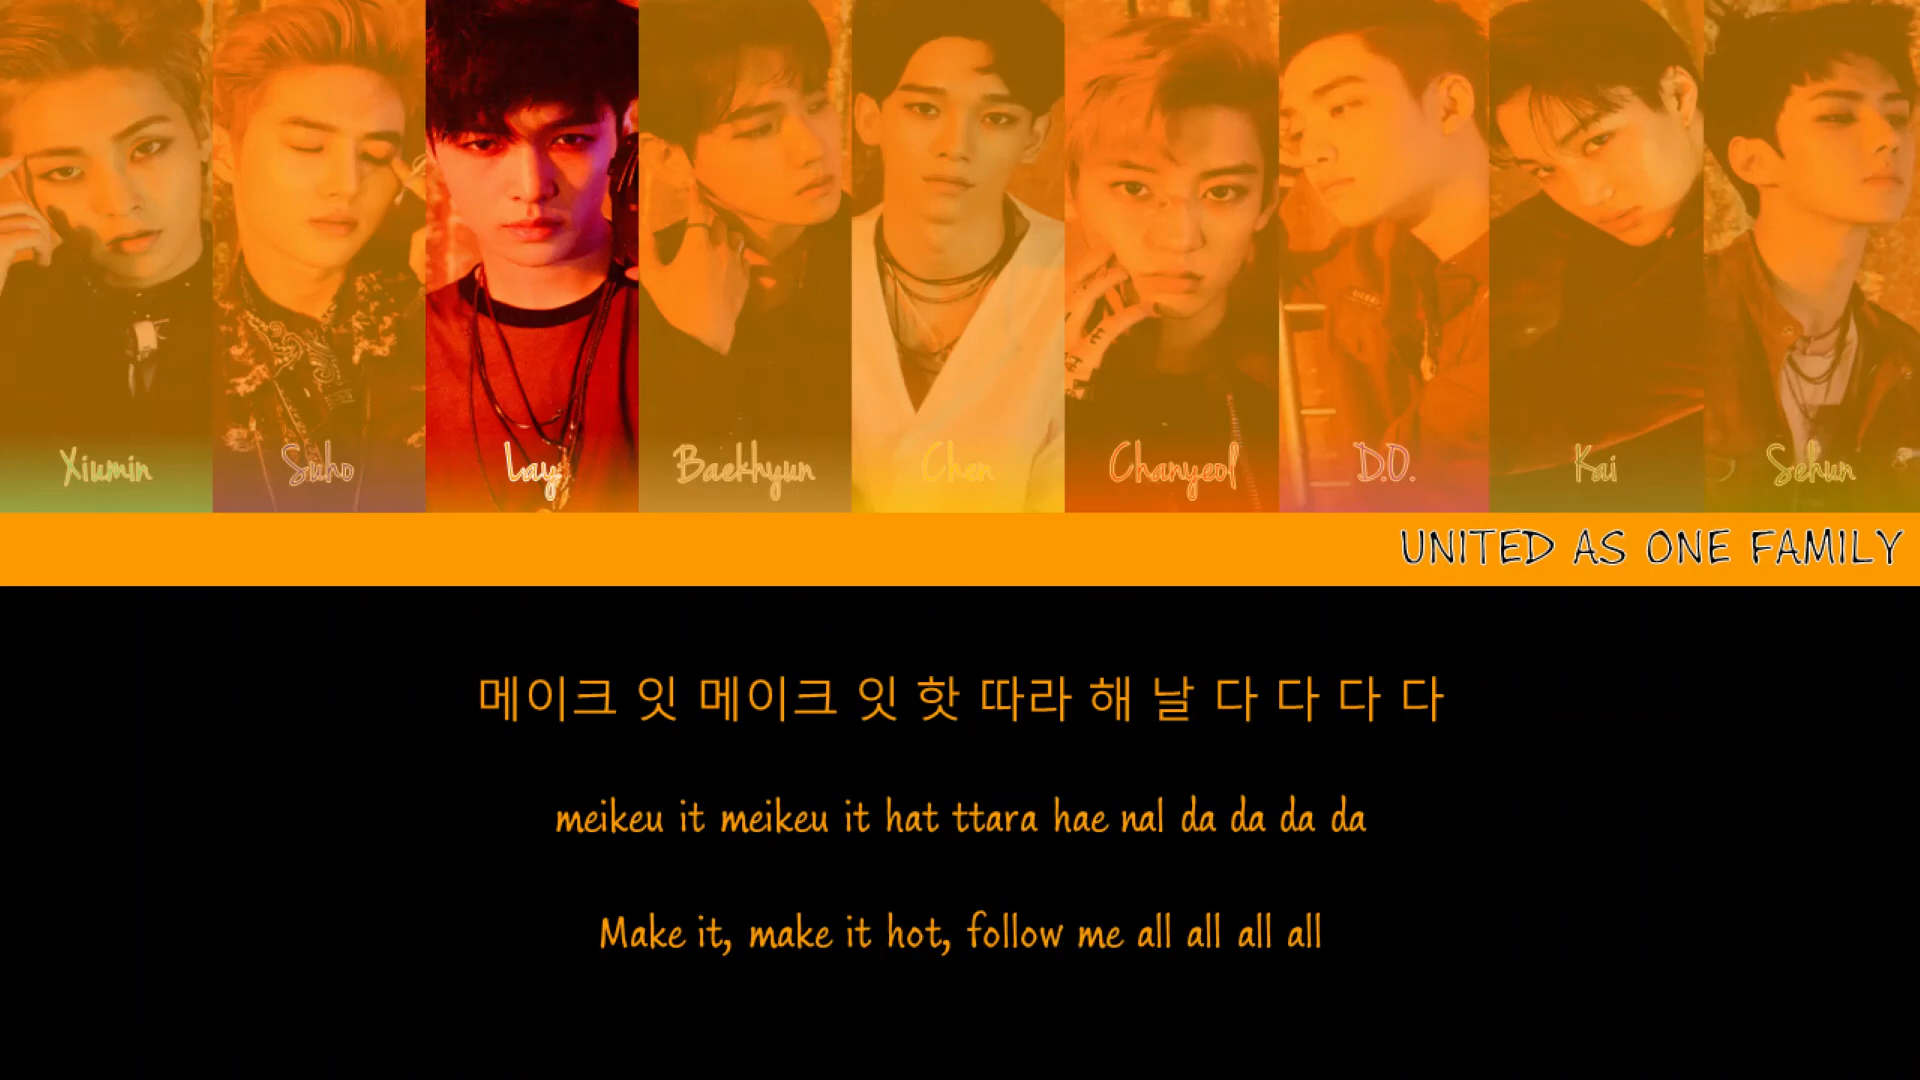 Xiumin Suho Lay Baekhyun Chen Chanyeol D.O. Kai Sehun
UNITED AS ONE FAMILY
메이크 잇 메이크 잇 핫 따라 해 날 다 다 다 다
meikeu it meikeu it hat ttara hae nal da da da da
Make it, make it hot, follow me all all all all